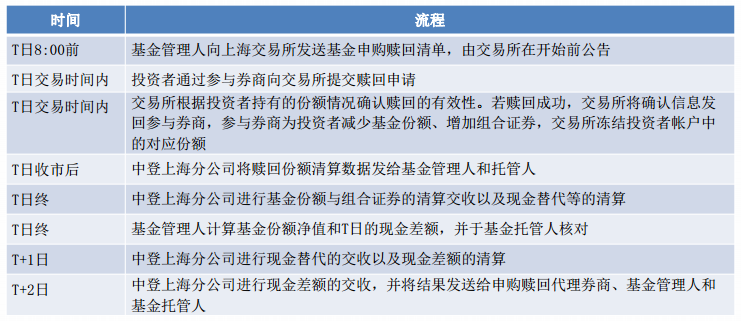 时间 流程
T日8:00前 基金管理人向上海交易所发送基金申购赎回清单，由交易所在开始前公告
T日交易时间内 投资者通过参与券商向交易所提交赎回申请
T日交易时间内 交易所根据投资者持有的份额情况确认赎回的有效性。若赎回成功，交易所将确认信息发
回参与券商，参与券商为投资者减少基金份额、增加组合证券，交易所冻结投资者帐户中
的对应份额
T日收市后 中登上海分公司将赎回份额清算数据发给基金管理人和托管人
T日终 中登上海分公司进行基金份额与组合证券的清算交收以及现金替代等的清算
T日终 基金管理人计算基金份额净值和T日的现金差额，并于基金托管人核对
T+1日 中登上海分公司进行现金替代的交收以及现金差额的清算
T+2日 中登上海分公司进行现金差额的交收，并将结果发送给申购赎回代理券商、基金管理人和
基金托管人